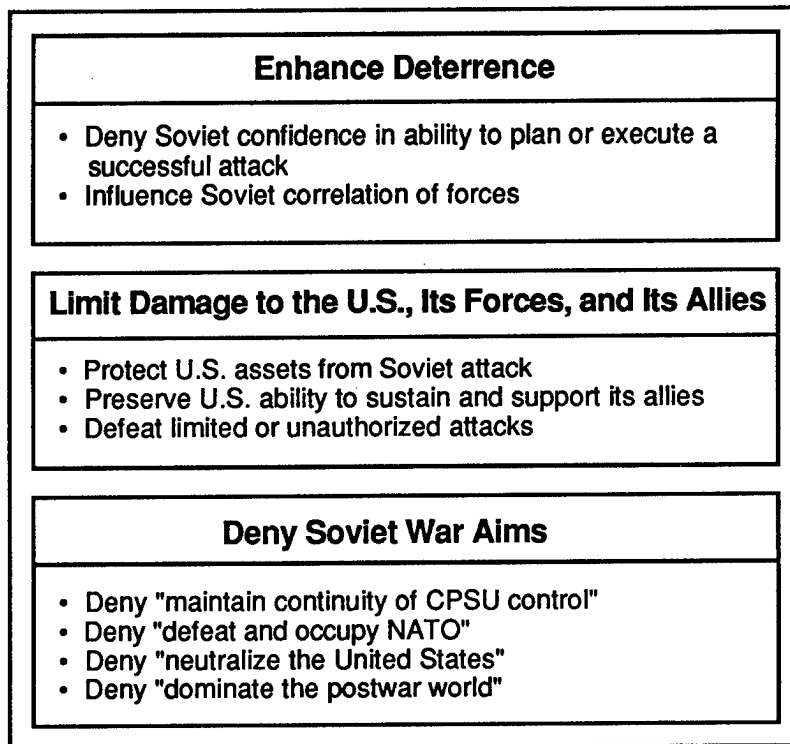 Enhance Deterrence
• Deny Soviet confidence in ability to plan or execute a
successful attack
• Influence Soviet correlation of forces
Limit Damage to the U.S., Its Forces, and Its Allies
• Protect U.S. assets from Soviet attack
• Preserve U.S. ability to sustain and support its allies
• Defeat limited or unauthorized attacks
Deny Soviet War Aims
• Deny "maintain continuity of CPSU control"
• Deny "defeat and occupy NATO"
• Deny "neutralize the United States"
• Deny "dominate the postwar world"